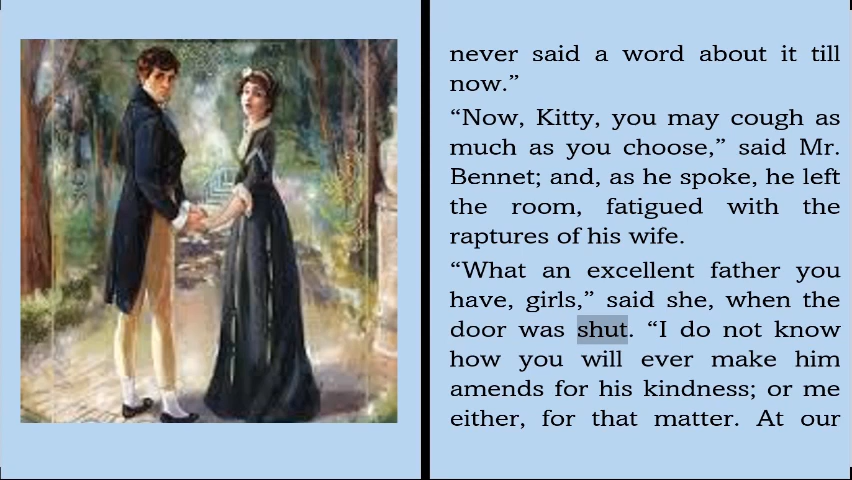 never said a word about it till
now.”
“Now, Kitty, you may cough as
much as you choose,” said Mr.
Bennet; and, as he spoke, he left
the room, fatigued with the
raptures of his wife.
“What an excellent father you
have, girls,” said she, when the
door was shut. “I do not know
how you will ever make him
amends for his kindness; or me
either, for that matter. At our